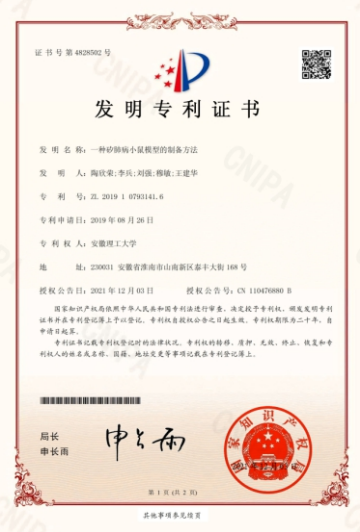 证书号第4828502号
发明专利证书
发 明 名 称:一种矽肺病小鼠模型的制备方法
发 明 人:陶欣荣;李兵;刘强;穆敏;王建华
专 利 号:ZL 2019 1 0793141.6
专利申请日:2019年08月26日
专 利 权 人:安徽理工大学
地 址:230031 安徽省淮南市山南新区泰丰大街168号
授权公告日:2021年12月03日 授权公告号:CN 110476880 B
国家知识产权局依照中华人民共和国专利法进行审查,决定授予专利权,颁发发明专利
证书并在专利登记簿上予以登记。专利权自授权公告之日起生效。专利权期限为二十年,自
申请日起算。
专利证书记载专利权登记时的法律状况。专利权的转移、质押、无效、终止、恢复和专
利权人的姓名或名称、国籍、地址变更等事项记载在专利登记簿上。
局长
申长雨
申长雨
国家知识产权局
第 1 页 (共 2 页)
其他事项参见续页
CNIPA